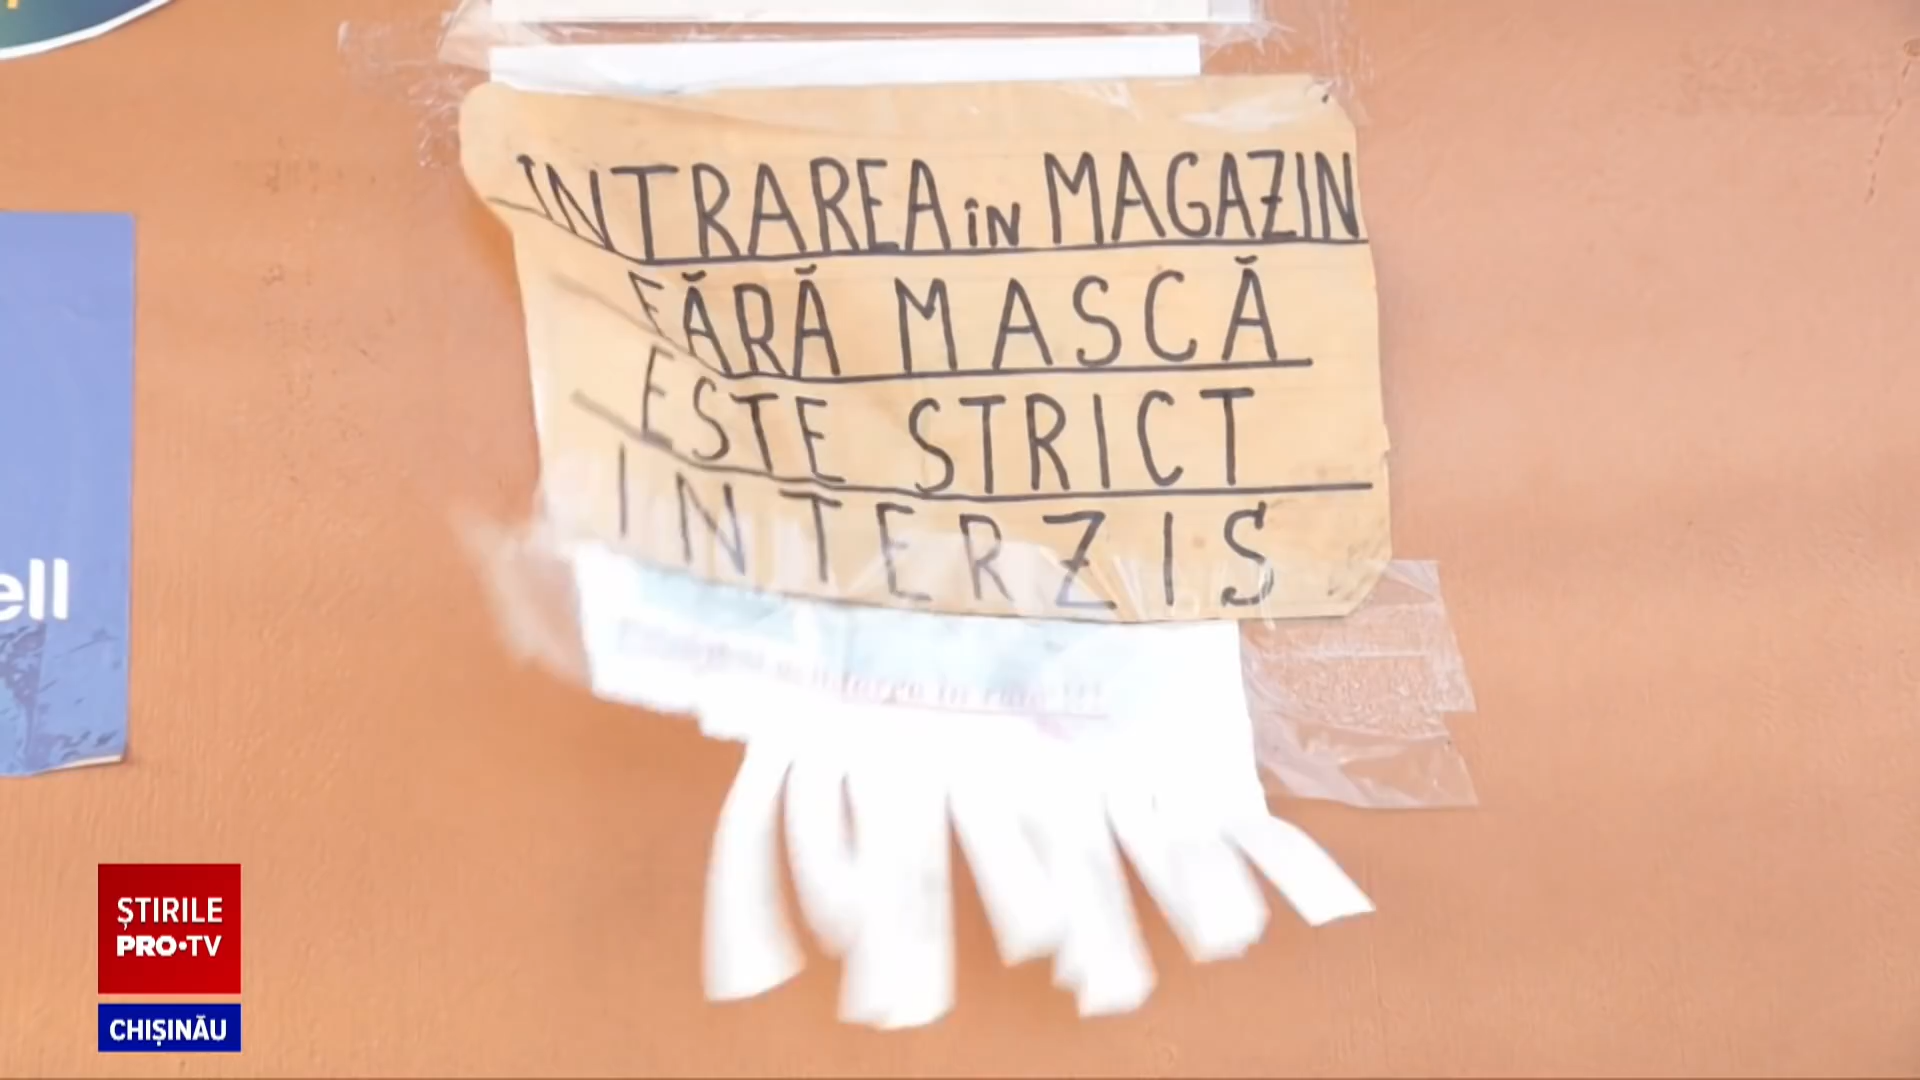 INTRAREA în MAGAZIN
FĂRĂ MASCĂ
ESTE STRICT
INTERZIS
ell
ȘTIRILE
PRO•TV
CHIȘINĂU